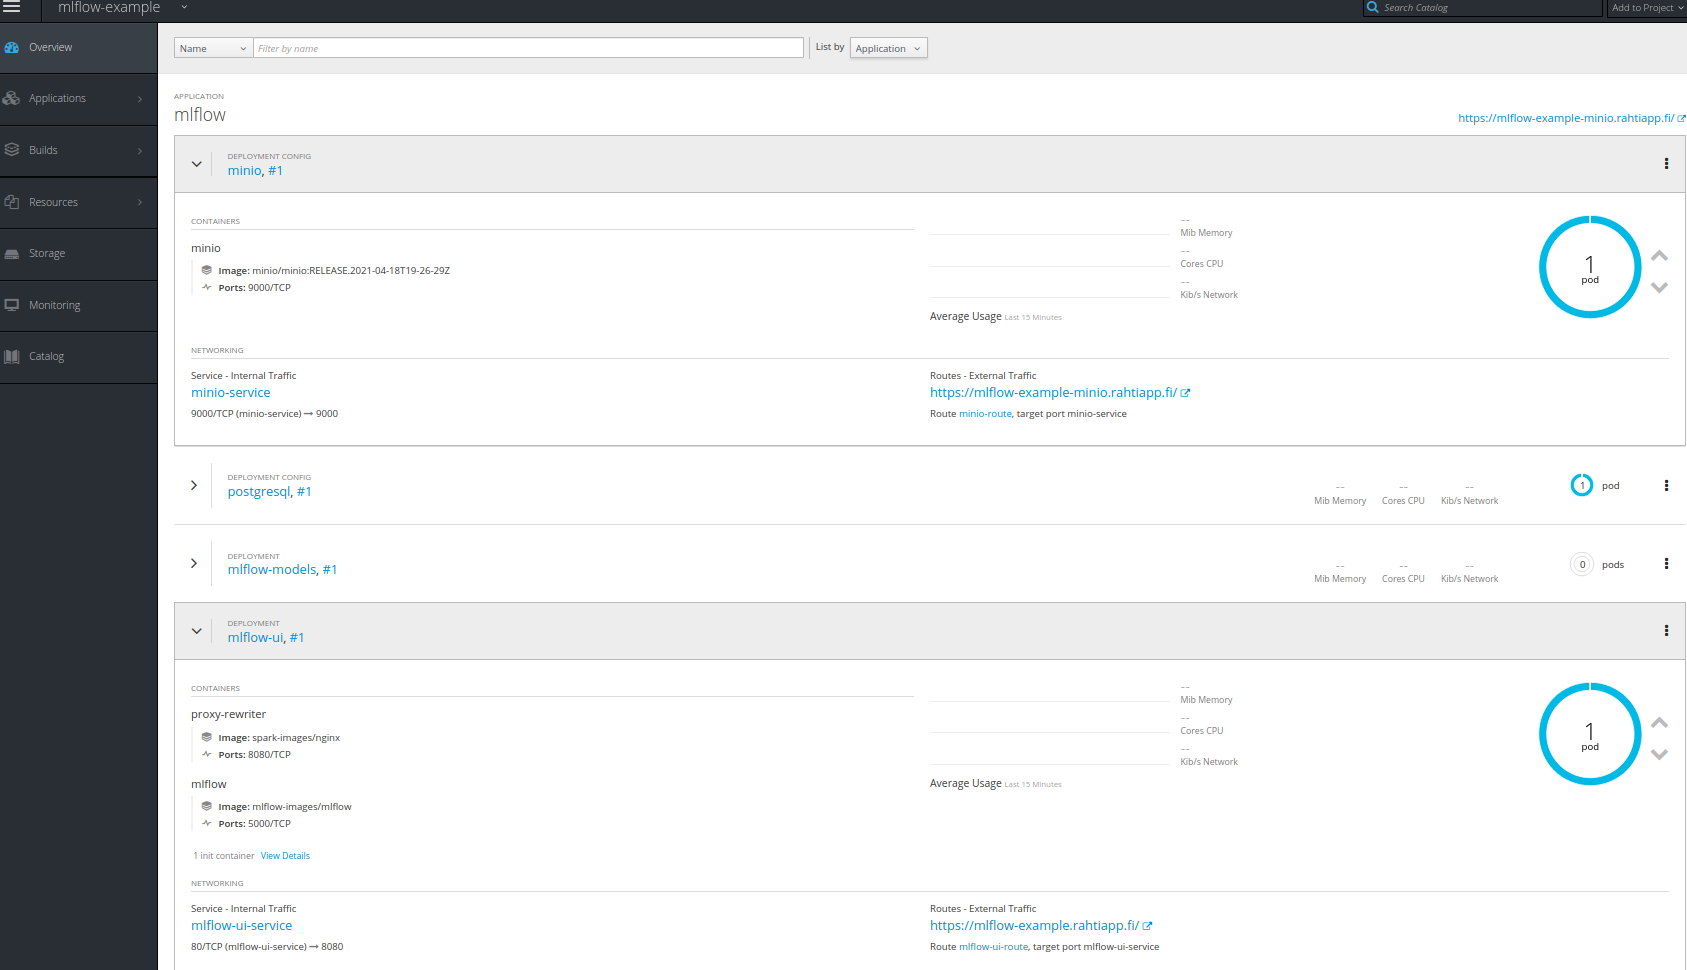 mlflow-example
Search Catalog
Add to Project
Overview
Applications
Builds
Resources
Storage
Monitoring
Catalog
Name
Filter by name
List by
Application
APPLICATION
mlflow
https://mlflow-example-minio.rahtiapp.fi/
DEPLOYMENT CONFIG
minio, #1
CONTAINERS
minio
Image: minio/minio:RELEASE.2021-04-18T19-26-29Z
Ports: 9000/TCP
--
Mib Memory
--
Cores CPU
--
Kib/s Network
Average Usage Last 15 Minutes
1
pod
NETWORKING
Service - Internal Traffic
minio-service
9000/TCP (minio-service) → 9000
Routes - External Traffic
https://mlflow-example-minio.rahtiapp.fi/
Route minio-route, target port minio-service
DEPLOYMENT CONFIG
postgresql, #1
-- -- --
Mib Memory Cores CPU Kib/s Network
1 pod
DEPLOYMENT
mlflow-models, #1
-- -- --
Mib Memory Cores CPU Kib/s Network
0 pods
DEPLOYMENT
mlflow-ui, #1
CONTAINERS
proxy-rewriter
Image: spark-images/nginx
Ports: 8080/TCP
mlflow
Image: mlflow-images/mlflow
Ports: 5000/TCP
1 init container View Details
--
Mib Memory
--
Cores CPU
--
Kib/s Network
Average Usage Last 15 Minutes
1
pod
NETWORKING
Service - Internal Traffic
mlflow-ui-service
80/TCP (mlflow-ui-service) → 8080
Routes - External Traffic
https://mlflow-example.rahtiapp.fi/
Route mlflow-ui-route, target port mlflow-ui-service